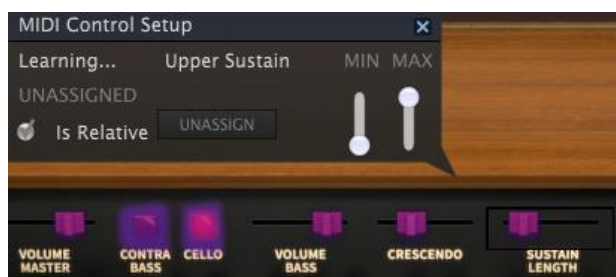 MIDI Control Setup
Learning... Upper Sustain MIN MAX
UNASSIGNED
Is Relative UNASSIGN
VOLUME MASTER
CONTRA BASS
CELLO
VOLUME BASS
CRESCENDO
SUSTAIN LENGTH